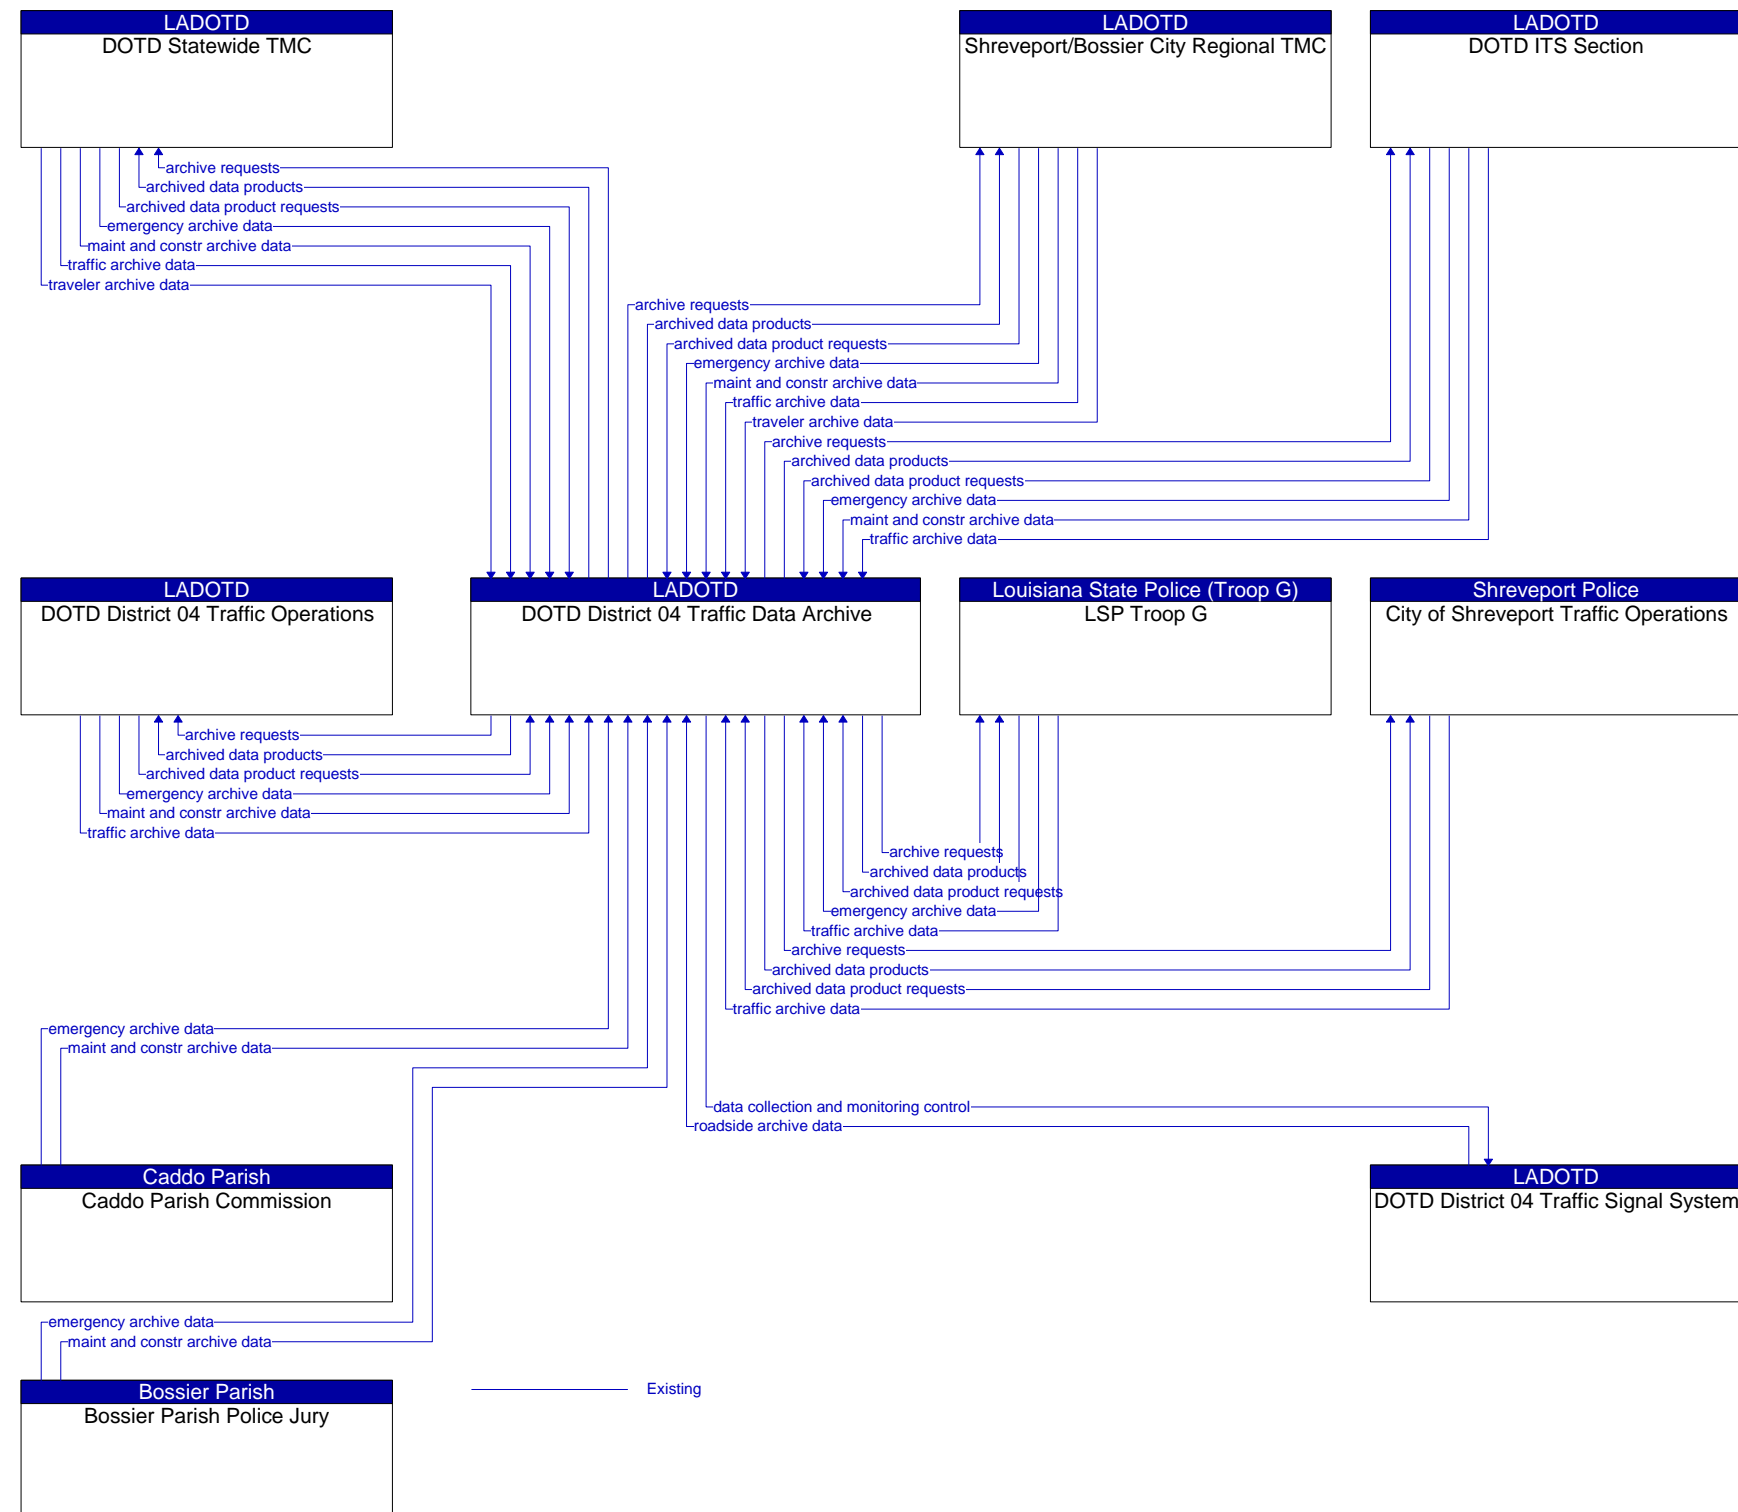 LADOTD
DOTD Statewide TMC
LADOTD
Shreveport/Bossier City Regional TMC
LADOTD
DOTD ITS Section
archive requests
archived data products
archived data product requests
emergency archive data
maint and constr archive data
traffic archive data
traveler archive data
archive requests
archived data products
archived data product requests
emergency archive data
maint and constr archive data
traffic archive data
traveler archive data
archive requests
archived data products
archived data product requests
emergency archive data
maint and constr archive data
traffic archive data
LADOTD
DOTD District 04 Traffic Operations
LADOTD
DOTD District 04 Traffic Data Archive
Louisiana State Police (Troop G)
LSP Troop G
Shreveport Police
City of Shreveport Traffic Operations
archive requests
archived data products
archived data product requests
emergency archive data
maint and constr archive data
traffic archive data
archive requests
archived data products
archived data product requests
emergency archive data
traffic archive data
archive requests
archived data products
archived data product requests
traffic archive data
emergency archive data
maint and constr archive data
data collection and monitoring control
roadside archive data
Caddo Parish
Caddo Parish Commission
LADOTD
DOTD District 04 Traffic Signal System
emergency archive data
maint and constr archive data
Bossier Parish
Bossier Parish Police Jury
Existing